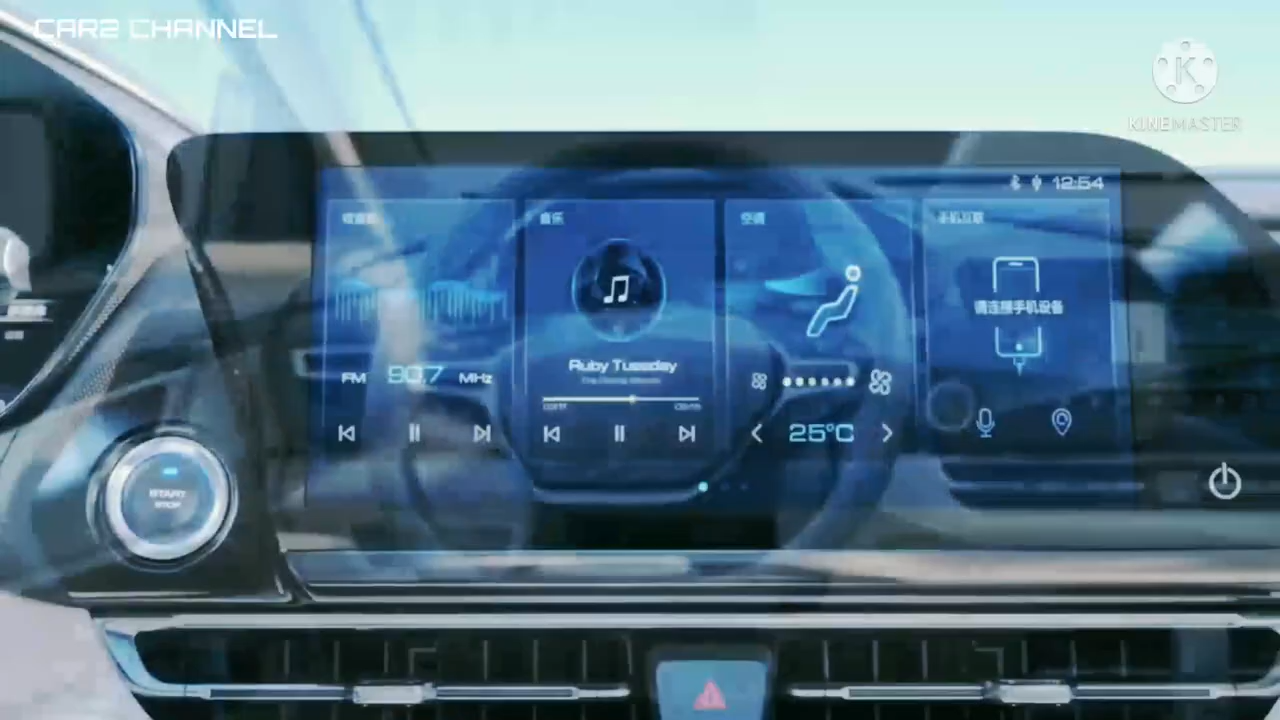 CAR2 CHANNEL
KINEMASTER
12:54
收音机
音乐
空调
手机互联
请连接手机设备
Ruby Tuesday
FM 80.7 MHz
25°C
START
STOP